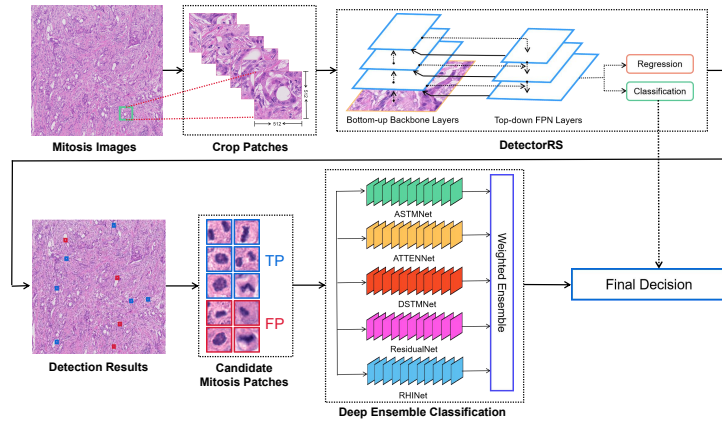 512
512
Mitosis Images
Crop Patches
Bottom-up Backbone Layers
Top-down FPN Layers
Regression
Classification
DetectorRS
TP
FP
Detection Results
Candidate
Mitosis Patches
ASTMNet
ATTENNet
DSTMNet
ResidualNet
RHINet
Weighted Ensemble
Deep Ensemble Classification
Final Decision